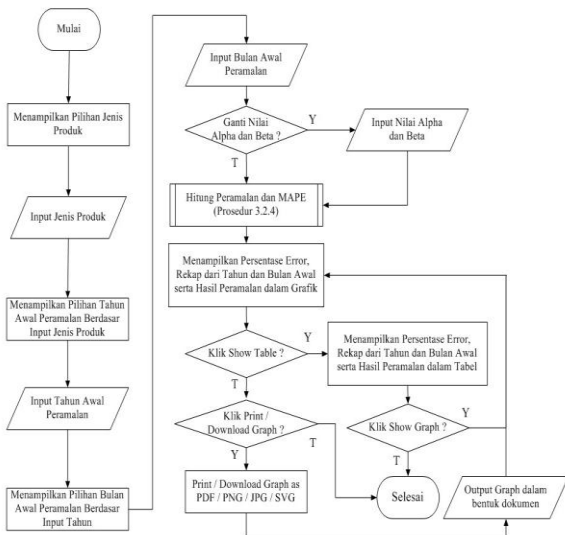 Mulai
Menampilkan Pilihan Jenis
Produk
Input Jenis Produk
Menampilkan Pilihan Tahun
Awal Peramalan Berdasar
Input Jenis Produk
Input Tahun Awal
Peramalan
Menampilkan Pilihan Bulan
Awal Peramalan Berdasar
Input Tahun
Input Bulan Awal
Peramalan
Ganti Nilai
Alpha dan Beta ?
Y
T
Input Nilai Alpha
dan Beta
Hitung Peramalan dan MAPE
(Prosedur 3.2.4)
Menampilkan Persentase Error,
Rekap dari Tahun dan Bulan Awal
serta Hasil Peramalan dalam Grafik
Klik Show Table ?
Y
T
Menampilkan Persentase Error,
Rekap dari Tahun dan Bulan Awal
serta Hasil Peramalan dalam Tabel
Klik Print /
Download Graph ?
T
Y
Klik Show Graph ?
Y
T
Print / Download Graph as
PDF / PNG / JPG / SVG
Selesai
Output Graph dalam
bentuk dokumen